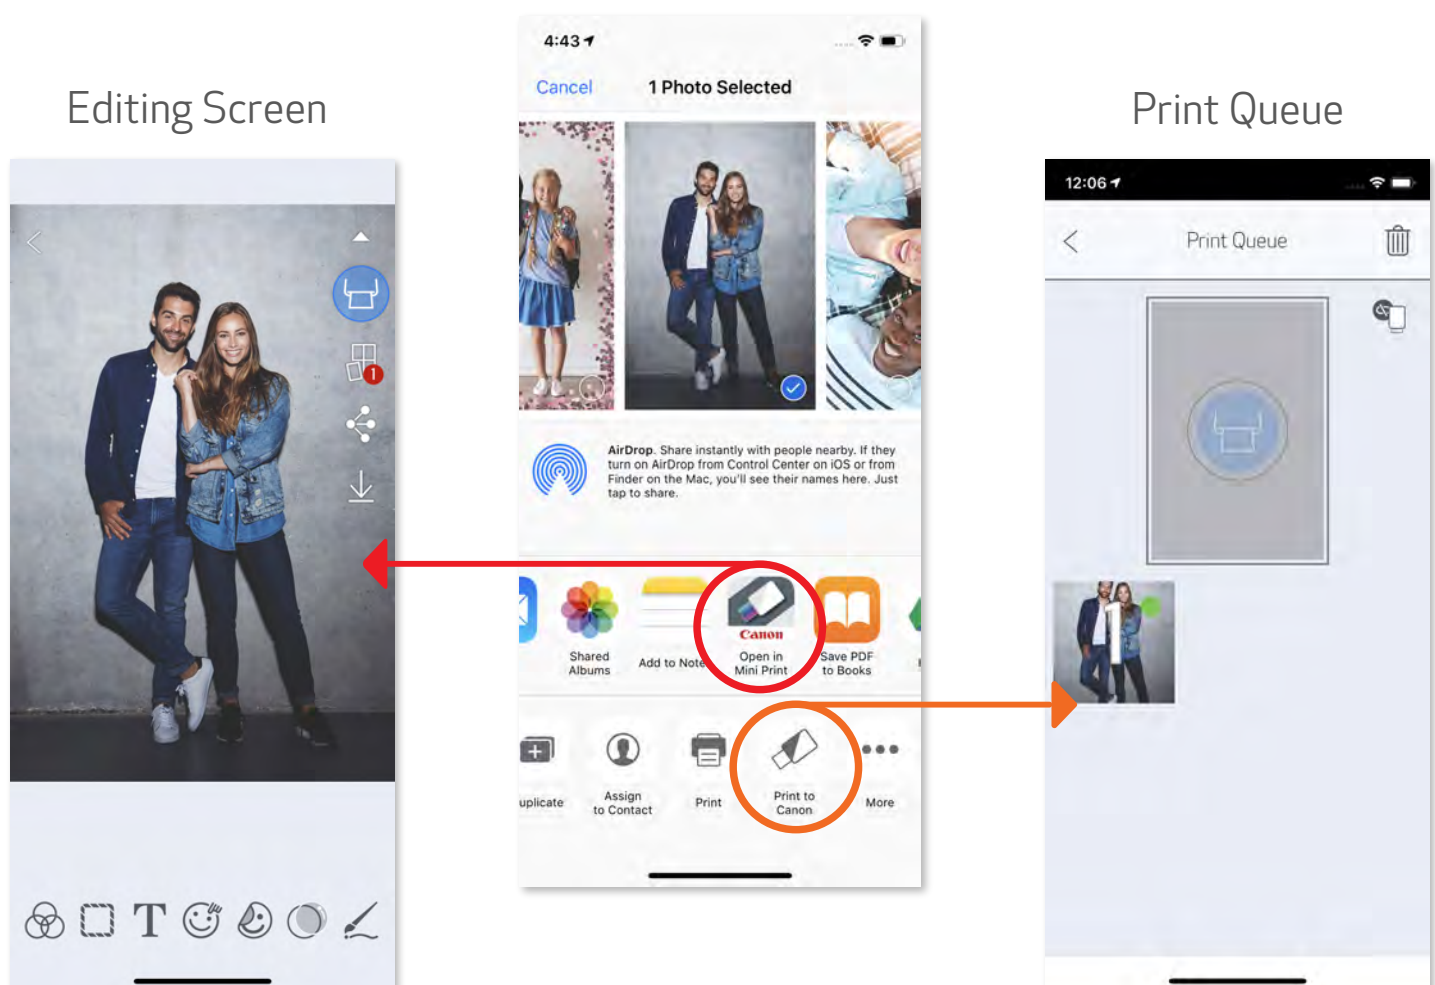 Editing Screen
1
4:43
Cancel
1 Photo Selected
AirDrop. Share instantly with people nearby. If they
turn on AirDrop from Control Center on iOS or from
Finder on the Mac, you'll see their names here. Just
tap to share.
Shared
Albums
Add to Note
Canon
Open in
Mini Print
Save PDF
to Books
uplicate
Assign
to Contact
Print
Print to
Canon
More
T
Print Queue
12:06
Print Queue
1